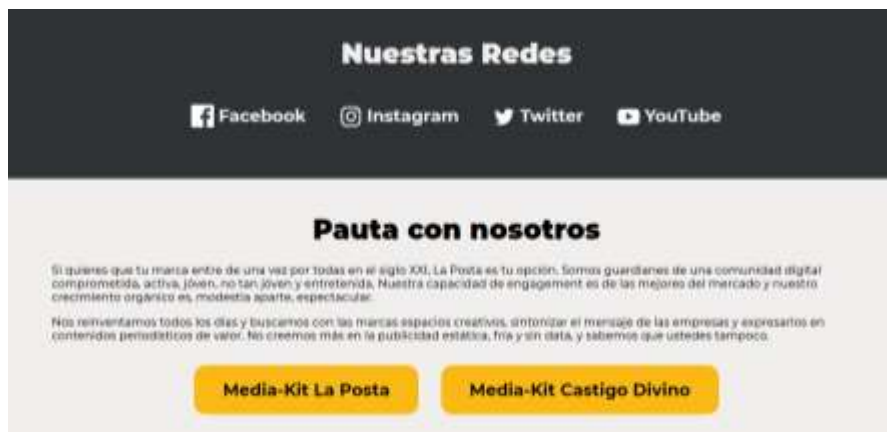 Nuestras Redes
Facebook Instagram Twitter YouTube
Pauta con nosotros
Si quieres que tu marca entre de una vez por todas en el siglo XXI, La Posta es tu opción. Somos guardianes de una comunidad digital
comprometida, activa, jóven, no tan jóven y entretenida. Nuestra capacidad de engagement es de las mejores del mercado y nuestro
crecimiento orgánico es, modestia aparte, espectacular.
Nos reinventamos todos los días y buscamos con las marcas espacios creativos, sintonizar el mensaje de las empresas y expresarlos en
contenidos periodísticos de valor. No creemos más en la publicidad estática, fría y sin data, y sabemos que ustedes tampoco.
Media-Kit La Posta Media-Kit Castigo Divino